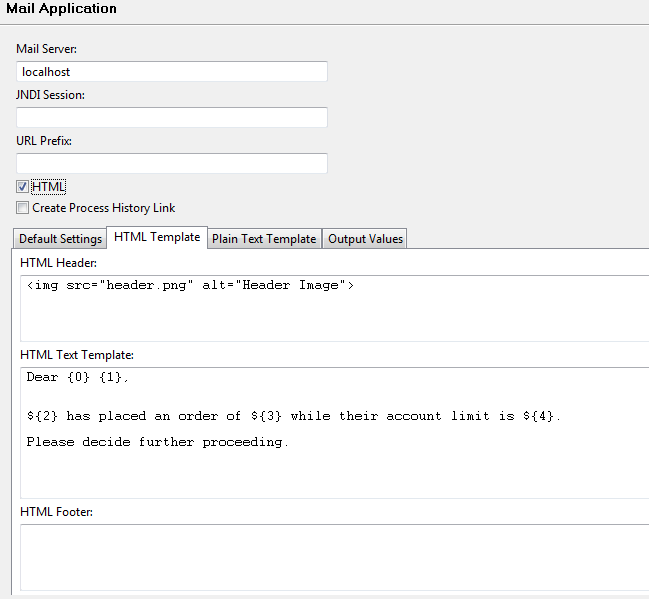 Mail Application
Mail Server:
localhost
JNDI Session:
URL Prefix:
HTML
Create Process History Link
Default Settings HTML Template Plain Text Template Output Values
HTML Header:
<img src="header.png" alt="Header Image">
HTML Text Template:
Dear {0} {1},
${2} has placed an order of ${3} while their account limit is ${4}.
Please decide further proceeding.
HTML Footer: